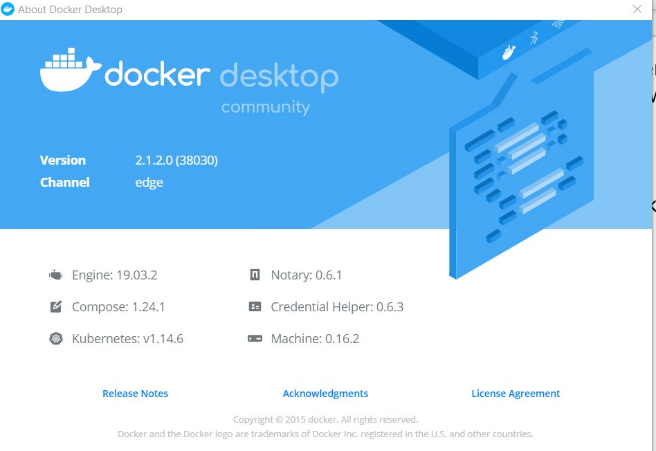 About Docker Desktop
docker desktop
community
Version 2.1.2.0 (38030)
Channel edge
Engine: 19.03.2 Notary: 0.6.1
Compose: 1.24.1 Credential Helper: 0.6.3
Kubernetes: v1.14.6 Machine: 0.16.2
Release Notes Acknowledgments License Agreement
Copyright © 2015 docker. All rights reserved.
Docker and the Docker logo are trademarks of Docker Inc. registered in the U.S. and other countries.